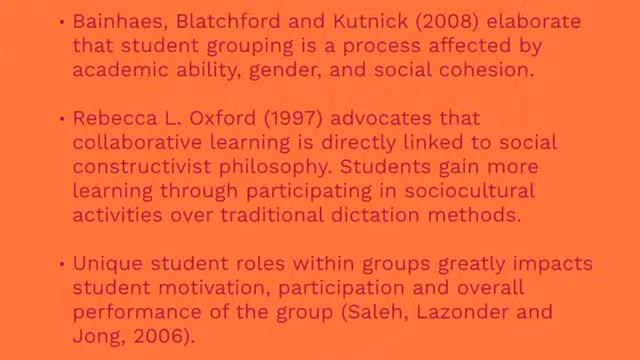 • Bainhaes, Blatchford and Kutnick (2008) elaborate
that student grouping is a process affected by
academic ability, gender, and social cohesion.
• Rebecca L. Oxford (1997) advocates that
collaborative learning is directly linked to social
constructivist philosophy. Students gain more
learning through participating in sociocultural
activities over traditional dictation methods.
• Unique student roles within groups greatly impacts
student motivation, participation and overall
performance of the group (Saleh, Lazonder and
Jong, 2006).